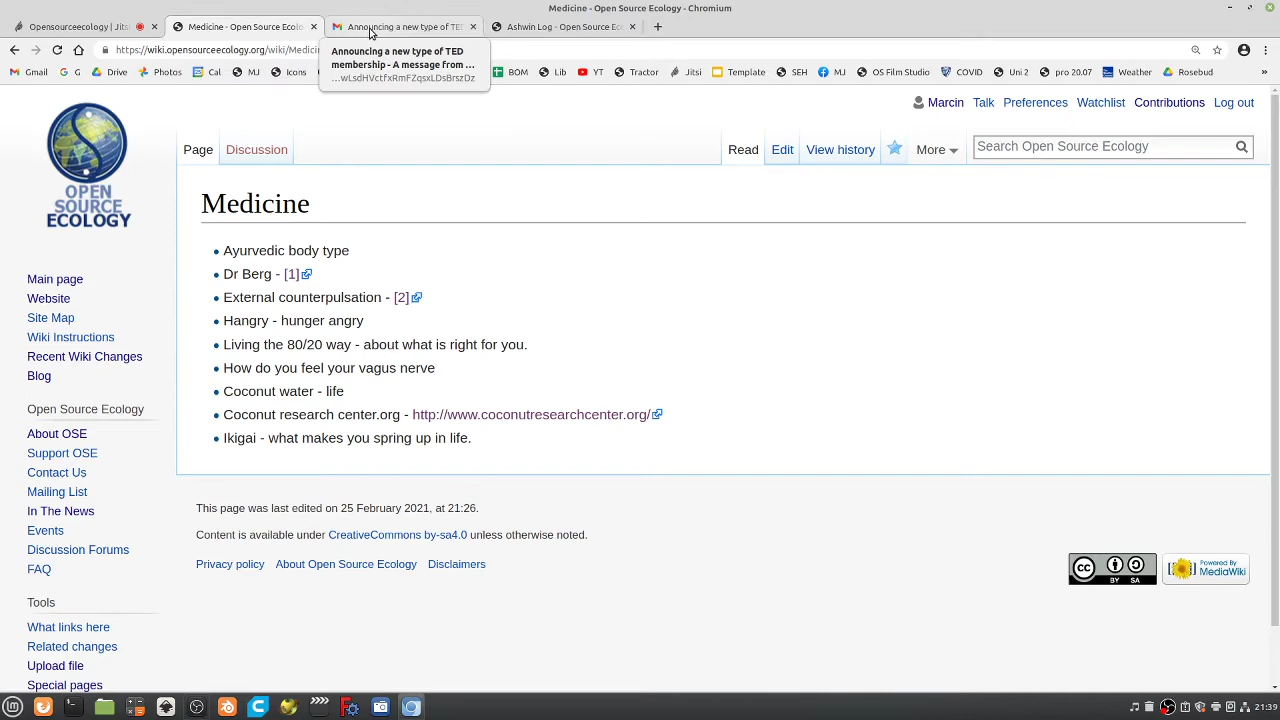 Medicine - Open Source Ecology - Chromium
Opensourceecology | Jitsi
Medicine - Open Source Ecolo
Announcing a new type of TED
Ashwin Log - Open Source Ec
https://wiki.opensourceecology.org/wiki/Medici
Announcing a new type of TED
membership - A message from ...
...wLsdHVctfxRmFZqsxLDsBrszDz
Gmail
G
Drive
Photos
Cal
MJ
Icons
BOM
Lib
YT
Tractor
Jitsi
Template
SEH
MJ
OS Film Studio
COVID
Uni 2
pro 20.07
Weather
Rosebud
»
Marcin Talk Preferences Watchlist Contributions Log out
Page Discussion Read Edit View history More
Search Open Source Ecology
OPEN
SOURCE
ECOLOGY
Medicine
Ayurvedic body type
Dr Berg - [1]
External counterpulsation - [2]
Hangry - hunger angry
Living the 80/20 way - about what is right for you.
How do you feel your vagus nerve
Coconut water - life
Coconut research center.org - http://www.coconutresearchcenter.org/
Ikigai - what makes you spring up in life.
Main page
Website
Site Map
Wiki Instructions
Recent Wiki Changes
Blog
Open Source Ecology
About OSE
Support OSE
Contact Us
Mailing List
In The News
Events
Discussion Forums
FAQ
Tools
What links here
Related changes
Upload file
Special pages
This page was last edited on 25 February 2021, at 21:26.
Content is available under CreativeCommons by-sa4.0 unless otherwise noted.
Privacy policy About Open Source Ecology Disclaimers
cc BY SA
Powered By
MediaWiki
21:39